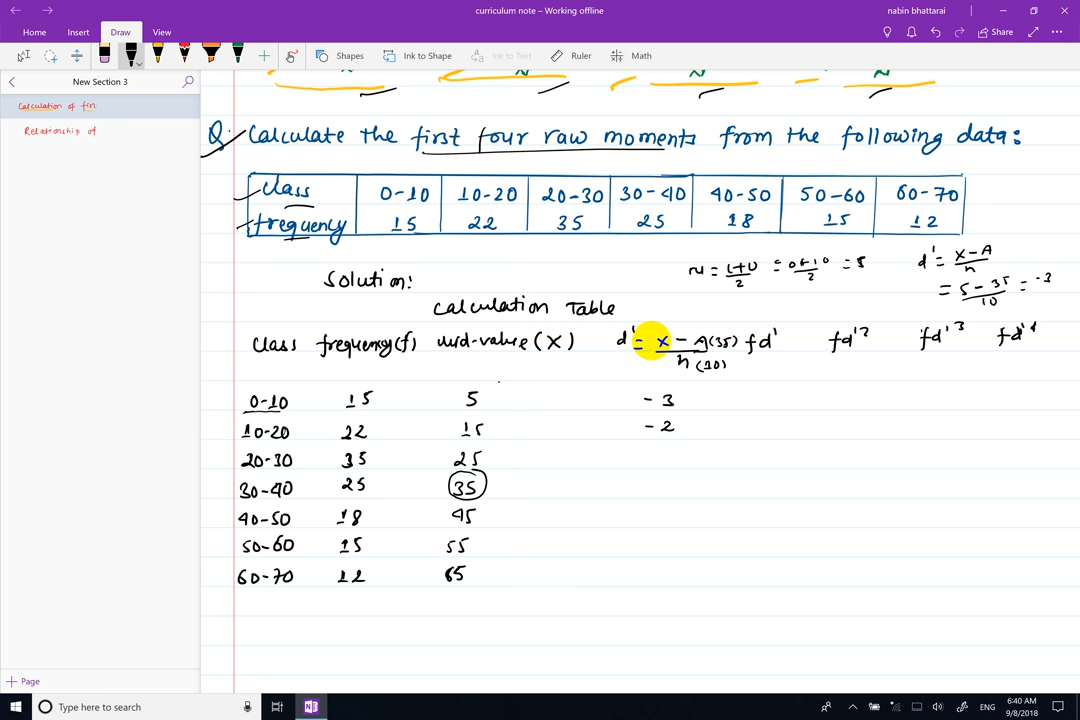 curriculum note – Working offline
nabin bhattarai
Home Insert Draw View
Share
Shapes Ink to Shape Ink to Text Ruler Math
New Section 3
Calculation of fin
Relationship of
N N N
Q. Calculate the first four raw moments from the following data:
class 0-10 10-20 20-30 30-40 40-50 50-60 60-70
frequency 15 22 35 25 18 15 12
Solution:
= L+U/2 = 0+10/2 = 5
d' = x-A/h
= 5-35/10 = -3
Calculation Table
class frequency(f) mid-value(X) d' = x - A(35)/h(10) fd' fd'2 fd'3 fd'4
0-10 15 5 -3
10-20 22 15 -2
20-30 35 25
30-40 25 35
40-50 18 45
50-60 15 55
60-70 12 65
+ Page
Type here to search
6:40 AM
9/8/2018